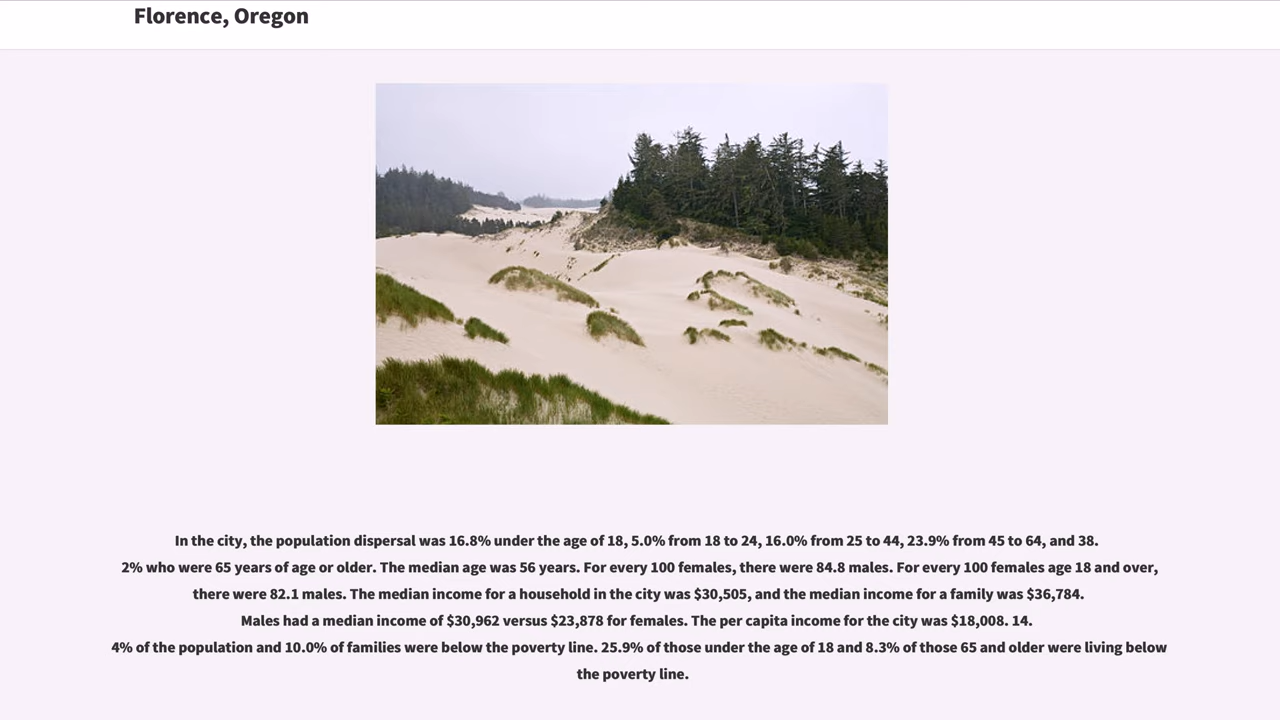 Florence, Oregon
In the city, the population dispersal was 16.8% under the age of 18, 5.0% from 18 to 24, 16.0% from 25 to 44, 23.9% from 45 to 64, and 38.
2% who were 65 years of age or older. The median age was 56 years. For every 100 females, there were 84.8 males. For every 100 females age 18 and over,
there were 82.1 males. The median income for a household in the city was $30,505, and the median income for a family was $36,784.
Males had a median income of $30,962 versus $23,878 for females. The per capita income for the city was $18,008. 14.
4% of the population and 10.0% of families were below the poverty line. 25.9% of those under the age of 18 and 8.3% of those 65 and older were living below
the poverty line.